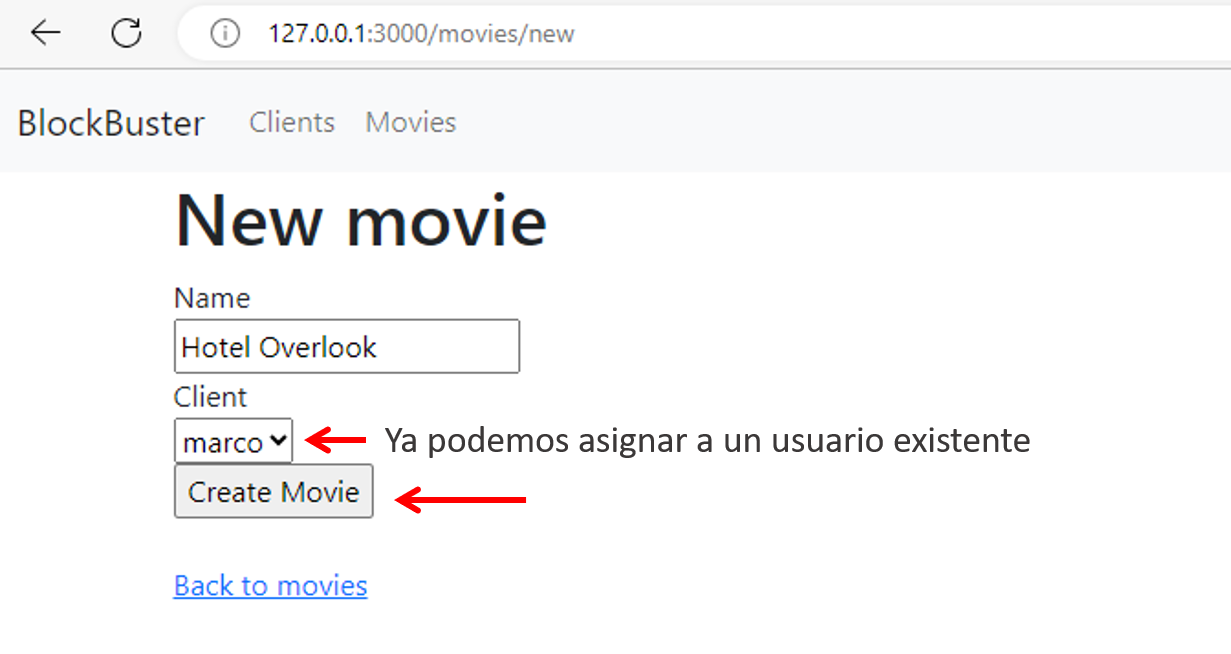 127.0.0.1:3000/movies/new
BlockBuster Clients Movies
New movie
Name
Hotel Overlook
Client
marco Ya podemos asignar a un usuario existente
Create Movie
Back to movies